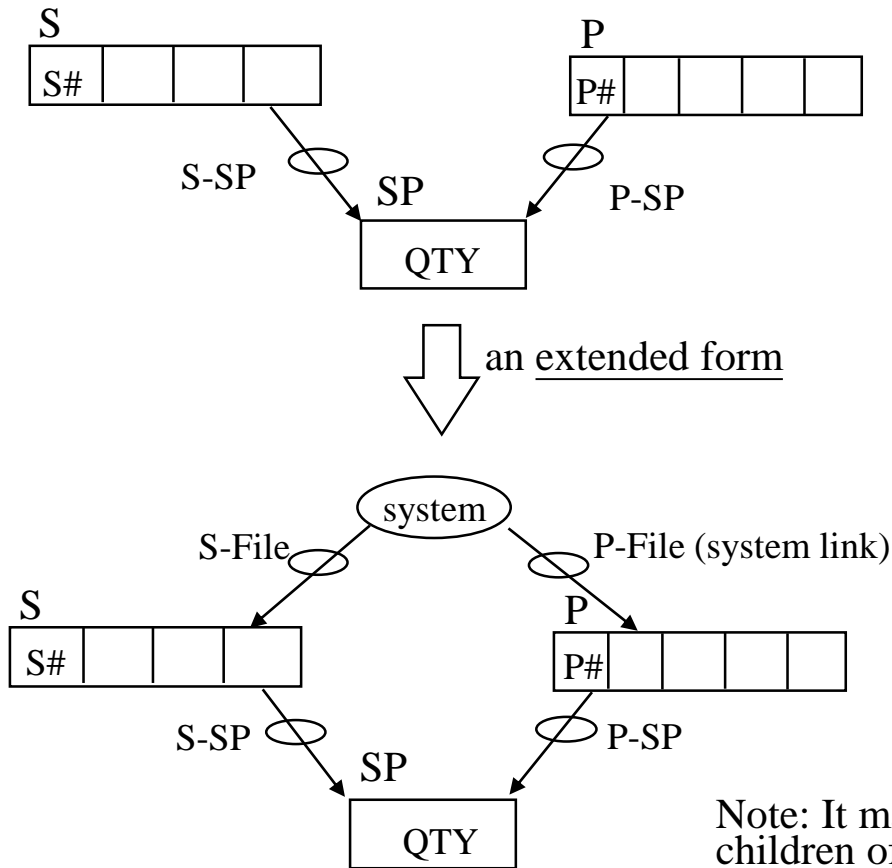 S
P
S#
P#
S-SP
SP
P-SP
QTY
an extended form
system
S-File
P-File (system link)
S
P
S#
P#
S-SP
SP
P-SP
QTY
Note: It
children